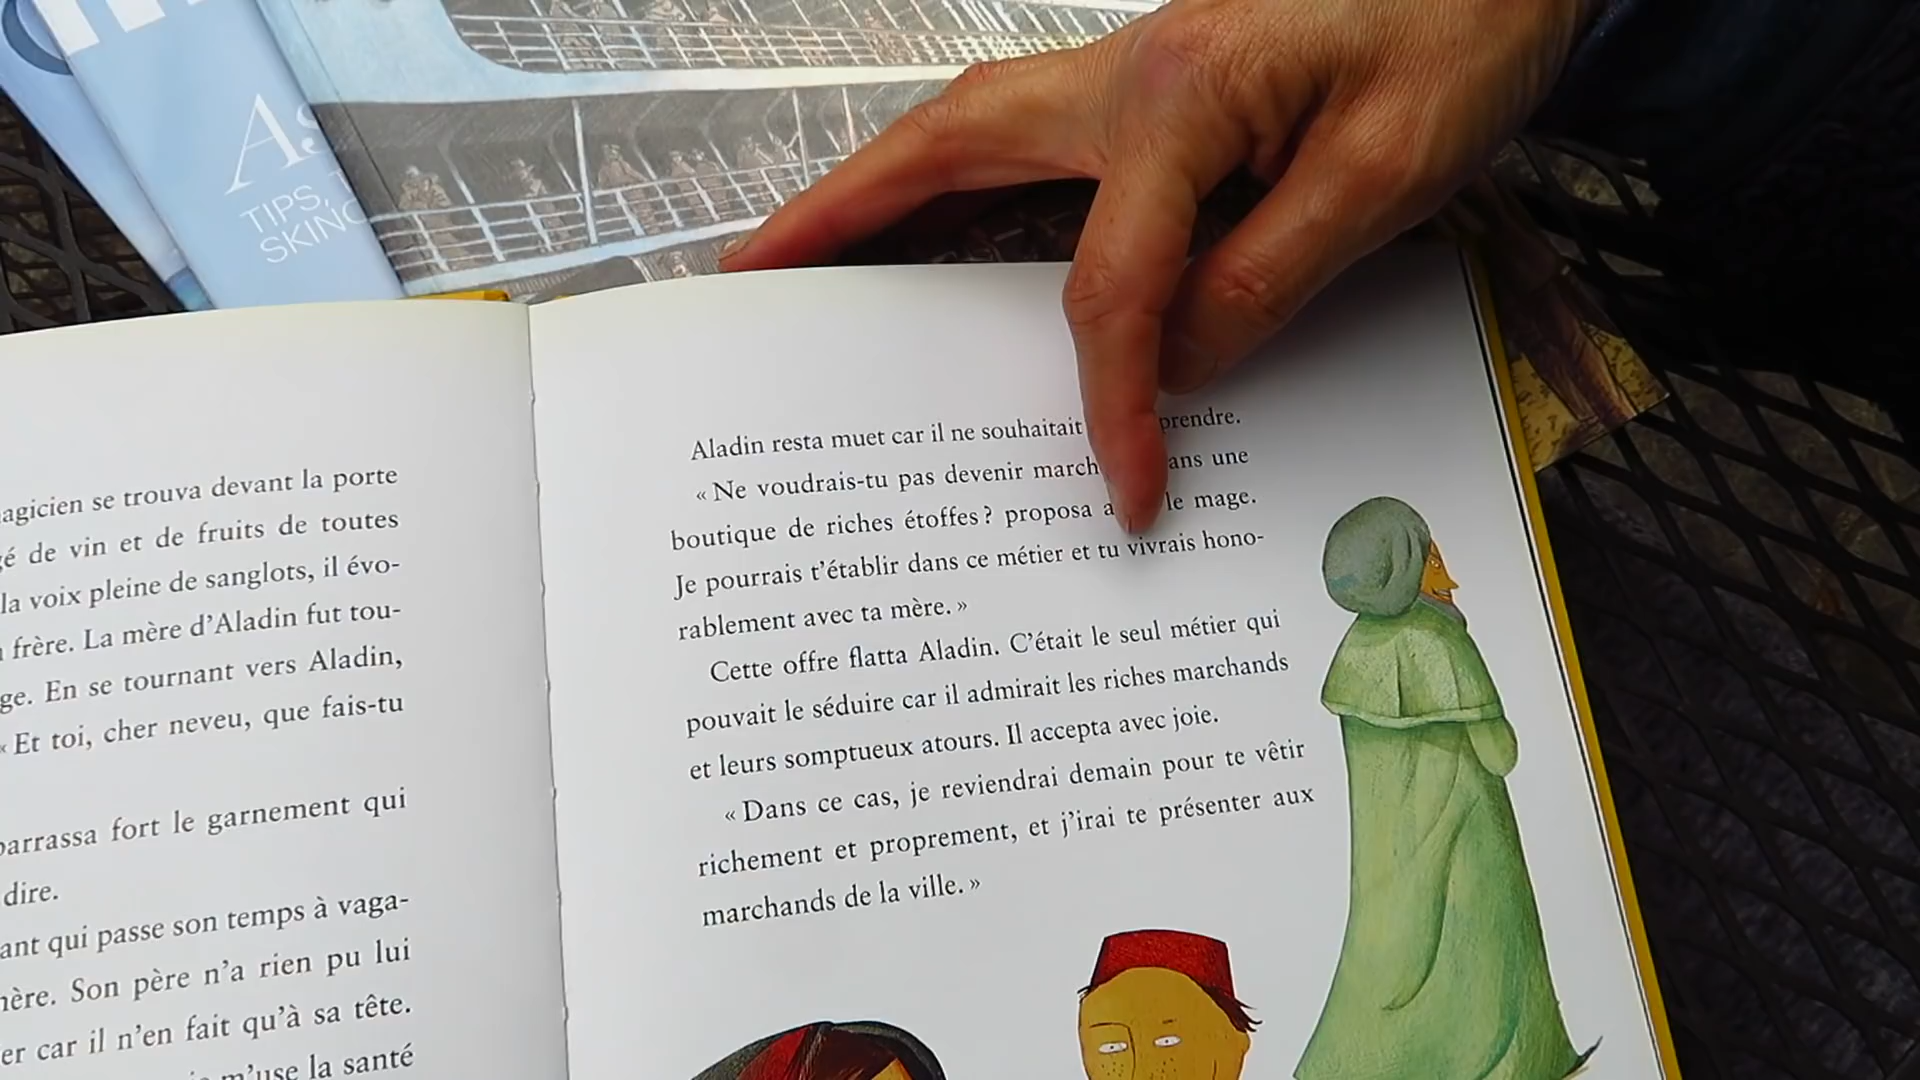 As
TIPS,
SKING
agicien se trouva devant la porte
gé de vin et de fruits de toutes
la voix pleine de sanglots, il évo-
frère. La mère d'Aladin fut tou-
ge. En se tournant vers Aladin,
« Et toi, cher neveu, que fais-tu
barrassa fort le garnement qui
dire.
ant qui passe son temps à vaga-
ère. Son père n'a rien pu lui
er car il n'en fait qu'à sa tête.
m'use la santé
Aladin resta muet car il ne souhaitait prendre.
« Ne voudrais-tu pas devenir march ans une
boutique de riches étoffes ? proposa a le mage.
Je pourrais t'établir dans ce métier et tu vivrais hono-
rablement avec ta mère. »
Cette offre flatta Aladin. C'était le seul métier qui
pouvait le séduire car il admirait les riches marchands
et leurs somptueux atours. Il accepta avec joie.
« Dans ce cas, je reviendrai demain pour te vêtir
richement et proprement, et j'irai te présenter aux
marchands de la ville. »